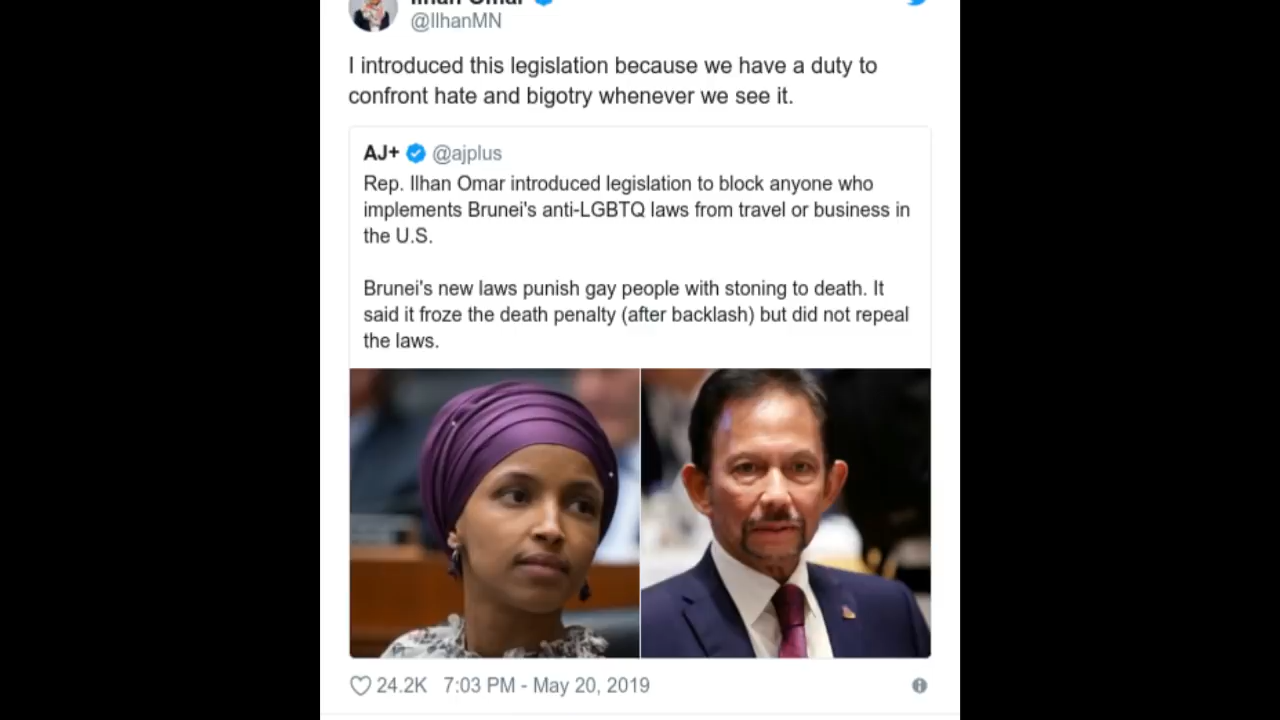 Ilhan Omar
@IlhanMN
I introduced this legislation because we have a duty to
confront hate and bigotry whenever we see it.
AJ+ @ajplus
Rep. Ilhan Omar introduced legislation to block anyone who
implements Brunei's anti-LGBTQ laws from travel or business in
the U.S.
Brunei's new laws punish gay people with stoning to death. It
said it froze the death penalty (after backlash) but did not repeal
the laws.
24.2K 7:03 PM - May 20, 2019